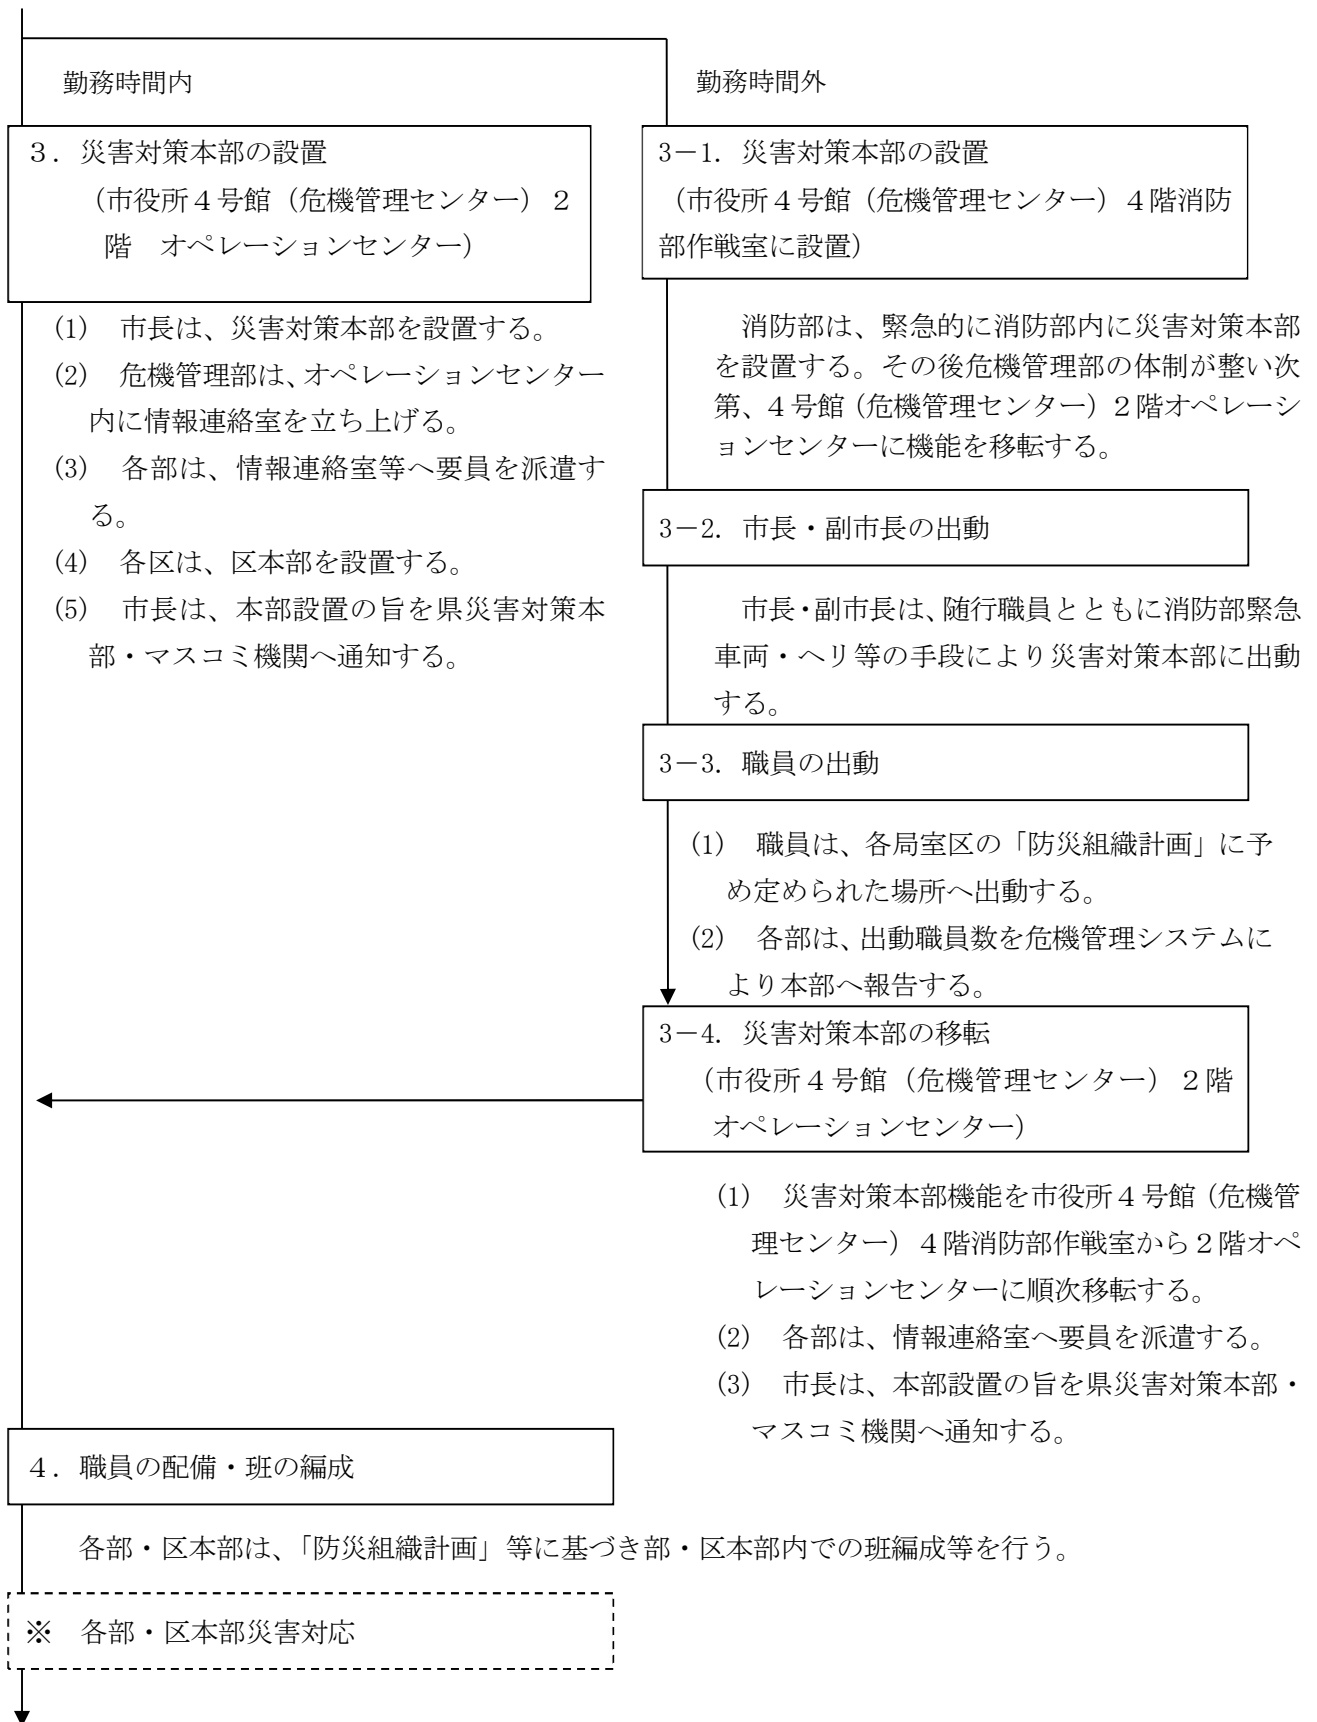 勤務時間内
３．災害対策本部の設置
（市役所４号館（危機管理センター）２
階　オペレーションセンター）
(1)　市長は、災害対策本部を設置する。
(2)　危機管理部は、オペレーションセンター
内に情報連絡室を立ち上げる。
(3)　各部は、情報連絡室等へ要員を派遣す
る。
(4)　各区は、区本部を設置する。
(5)　市長は、本部設置の旨を県災害対策本
部・マスコミ機関へ通知する。
勤務時間外
3－1．災害対策本部の設置
（市役所４号館（危機管理センター）４階消防
部作戦室に設置）
消防部は、緊急的に消防部内に災害対策本部
を設置する。その後危機管理部の体制が整い次
第、４号館（危機管理センター）２階オペレーシ
ョンセンターに機能を移転する。
3－2．市長・副市長の出動
市長・副市長は、随行職員とともに消防部緊急
車両・ヘリ等の手段により災害対策本部に出動
する。
3－3．職員の出動
(1)　職員は、各局室区の「防災組織計画」に予
め定められた場所へ出動する。
(2)　各部は、出動職員数を危機管理システムに
より本部へ報告する。
3－4．災害対策本部の移転
（市役所４号館（危機管理センター）２階
オペレーションセンター）
(1)　災害対策本部機能を市役所４号館（危機管
理センター）４階消防部作戦室から２階オペ
レーションセンターに順次移転する。
(2)　各部は、情報連絡室へ要員を派遣する。
(3)　市長は、本部設置の旨を県災害対策本部・
マスコミ機関へ通知する。
４．職員の配備・班の編成
各部・区本部は、「防災組織計画」等に基づき部・区本部内での班編成等を行う。
※　各部・区本部災害対応